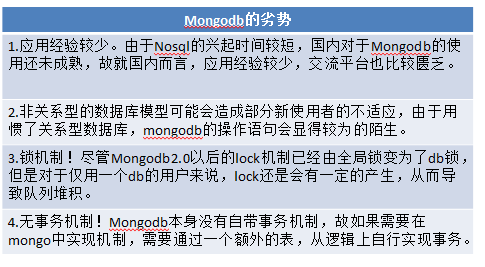 Mongodb的劣势
1.应用经验较少。由于Nosql的兴起时间较短，国内对于Mongodb的使
用还未成熟，故就国内而言，应用经验较少，交流平台也比较匮乏。
2.非关系型的数据库模型可能会造成部分新使用者的不适应，由于用
惯了关系型数据库，mongodb的操作语句会显得较为的陌生。
3.锁机制！尽管Mongodb2.0以后的lock机制已经由全局锁变为了db锁，
但是对于仅用一个db的用户来说，lock还是会有一定的产生，从而导
致队列堆积。
4.无事务机制！Mongodb本身没有自带事务机制，故如果需要在
mongo中实现机制，需要通过一个额外的表，从逻辑上自行实现事务。